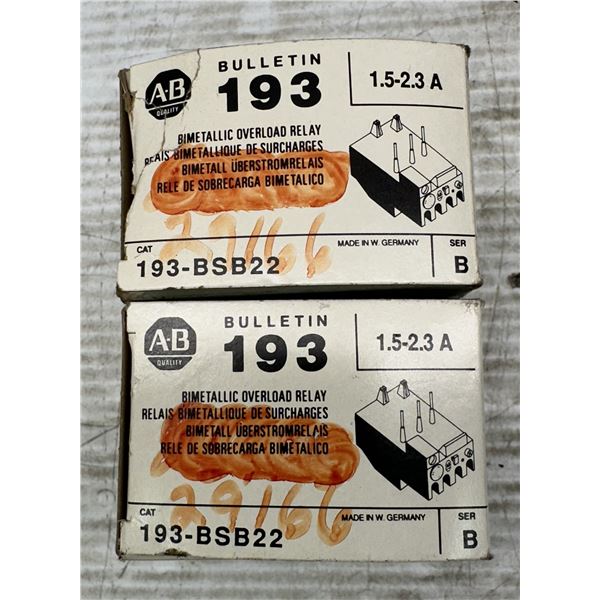 A-B
QUALITY
BULLETIN
193
1.5-2.3 A
BIMETALLIC OVERLOAD RELAY
RELAIS BIMETALLIQUE DE SURCHARGES
BIMETALL ÜBERSTROMRELAIS
RELE DE SOBRECARGA BIMETALICO
29166
CAT
193-BSB22
MADE IN W. GERMANY
SER
B
A-B
QUALITY
BULLETIN
193
1.5-2.3 A
BIMETALLIC OVERLOAD RELAY
RELAIS BIMETALLIQUE DE SURCHARGES
BIMETALL ÜBERSTROMRELAIS
RELE DE SOBRECARGA BIMETALICO
29166
CAT
193-BSB22
MADE IN W. GERMANY
SER
B